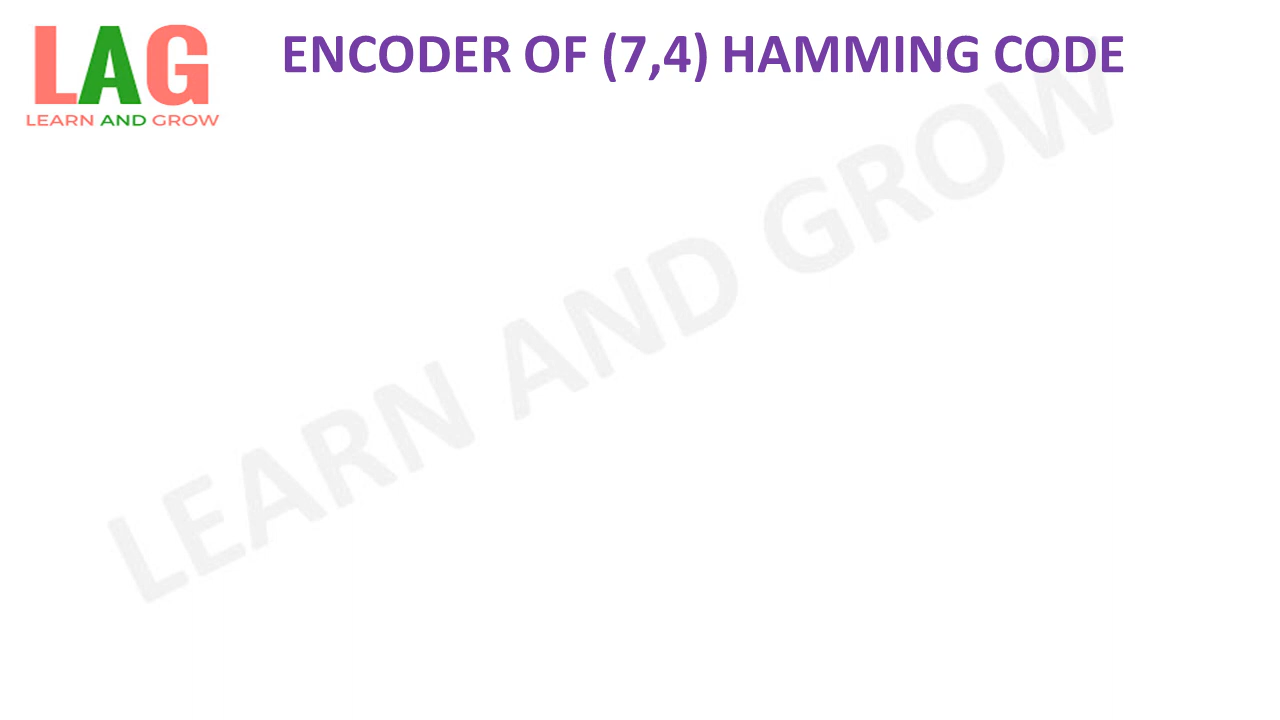 LAG
LEARN AND GROW
ENCODER OF (7,4) HAMMING CODE
LEARN AND GROW